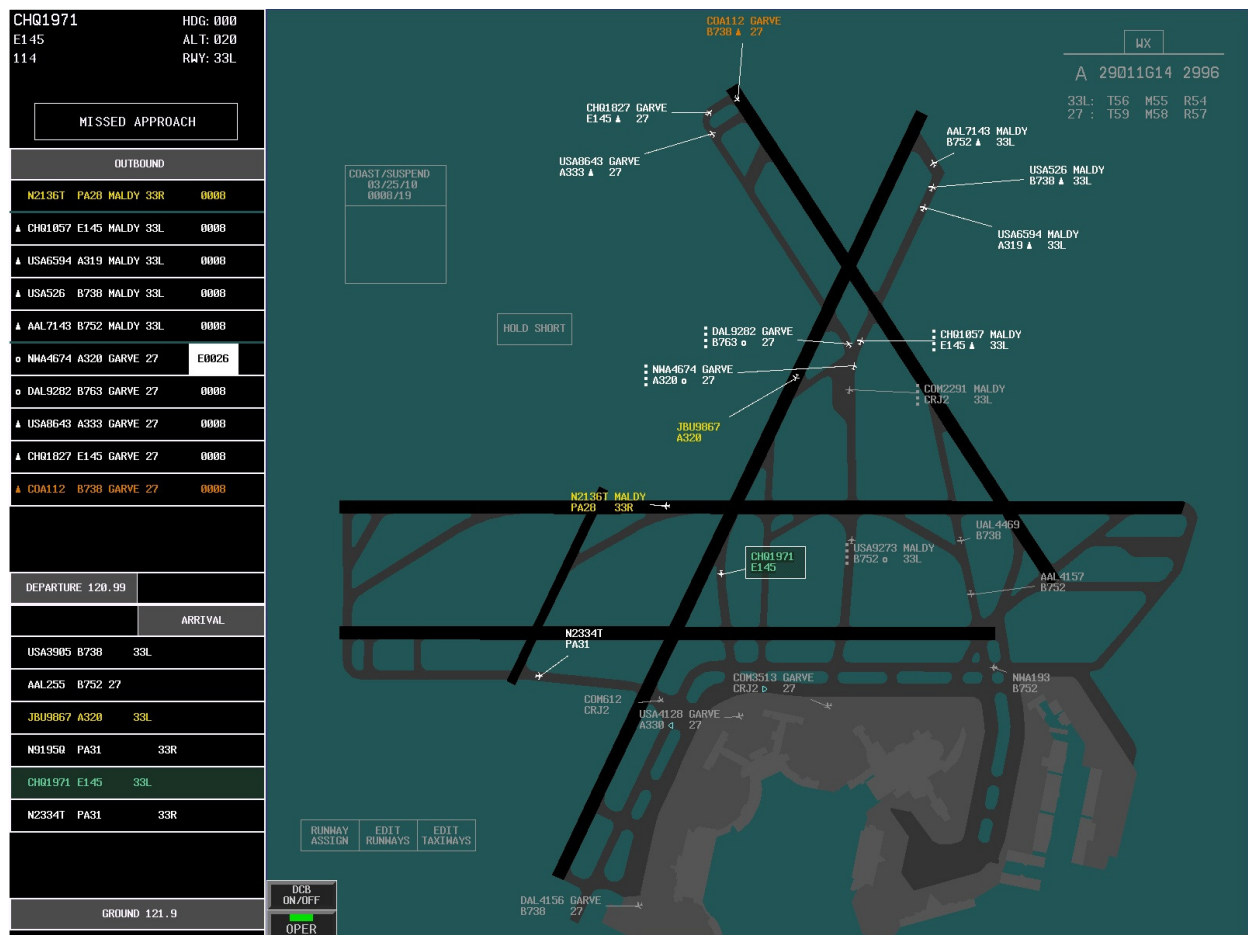 CHQ1971 HDG: 000
E145 ALT: 020
114 RWY: 33L
MISSED APPROACH
OUTBOUND
N2136T PA28 MALDY 33R 0008
CHQ1057 E145 MALDY 33L 0008
USA6594 A319 MALDY 33L 0008
USA526 B738 MALDY 33L 0008
AAL7143 B752 MALDY 33L 0008
NWA4674 A320 GARVE 27 E0026
DAL9282 B763 GARVE 27 0008
USA8643 A333 GARVE 27 0008
CHQ1827 E145 GARVE 27 0008
COA112 B738 GARVE 27 0008
DEPARTURE 120.99
ARRIVAL
USA3905 B738 33L
AAL255 B752 27
JBU9867 A320 33L
N9195Q PA31 33R
CHQ1971 E145 33L
N2334T PA31 33R
GROUND 121.9
COA112 GARVE
B738 27
WX
A 29011G14 2996
33L: T56 M55 R54
27 : T59 M58 R57
CHQ1827 GARVE
E145 27
USA8643 GARVE
A333 27
AAL7143 MALDY
B752 33L
USA526 MALDY
B738 33L
USA6594 MALDY
A319 33L
COAST/SUSPEND
03/25/10
0008/19
HOLD SHORT
DAL9282 GARVE
B763 27
CHQ1057 MALDY
E145 33L
NWA4674 GARVE
A320 27
COM2291 MALDY
CRJ2 33L
JBU9867
A320
N2136T MALDY
PA28 33R
UAL4469
B738
CHQ1971
E145
USA9273 MALDY
B752 33L
AAL4157
B752
N2334T
PA31
COM3513 GARVE
CRJ2 27
NWA193
B752
COM612
CRJ2
USA4128 GARVE
A330 27
RUNWAY ASSIGN
EDIT RUNWAYS
EDIT TAXIWAYS
DAL4156 GARVE
B738 27
DCB
ON/OFF
OPER